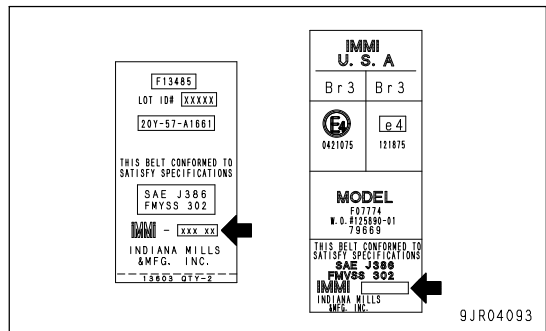 F13485
LOT ID# XXXXX
20Y-57-A1661
THIS BELT CONFORMED TO
SATISFY SPECIFICATIONS
SAE J386
FMYSS 302
IMMI - XXX XX
INDIANA MILLS
&MFG. INC.
13603 QTY-2
IMMI
U. S. A
Br3 Br3
E4 e4
0421075 121875
MODEL
F07774
W.O.#125890-01
79669
THIS BELT CONFORMED TO
SATISFY SPECIFICATIONS
SAE J386
FMVSS 302
IMMI
INDIANA MILLS
&MFG. INC.
9JR04093